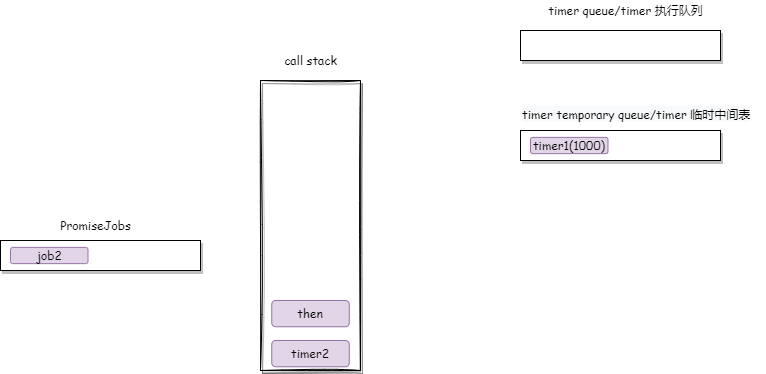 timer queue/timer 执行队列
call stack
timer temporary queue/timer 临时中间表
timer1(1000)
PromiseJobs
job2
then
timer2